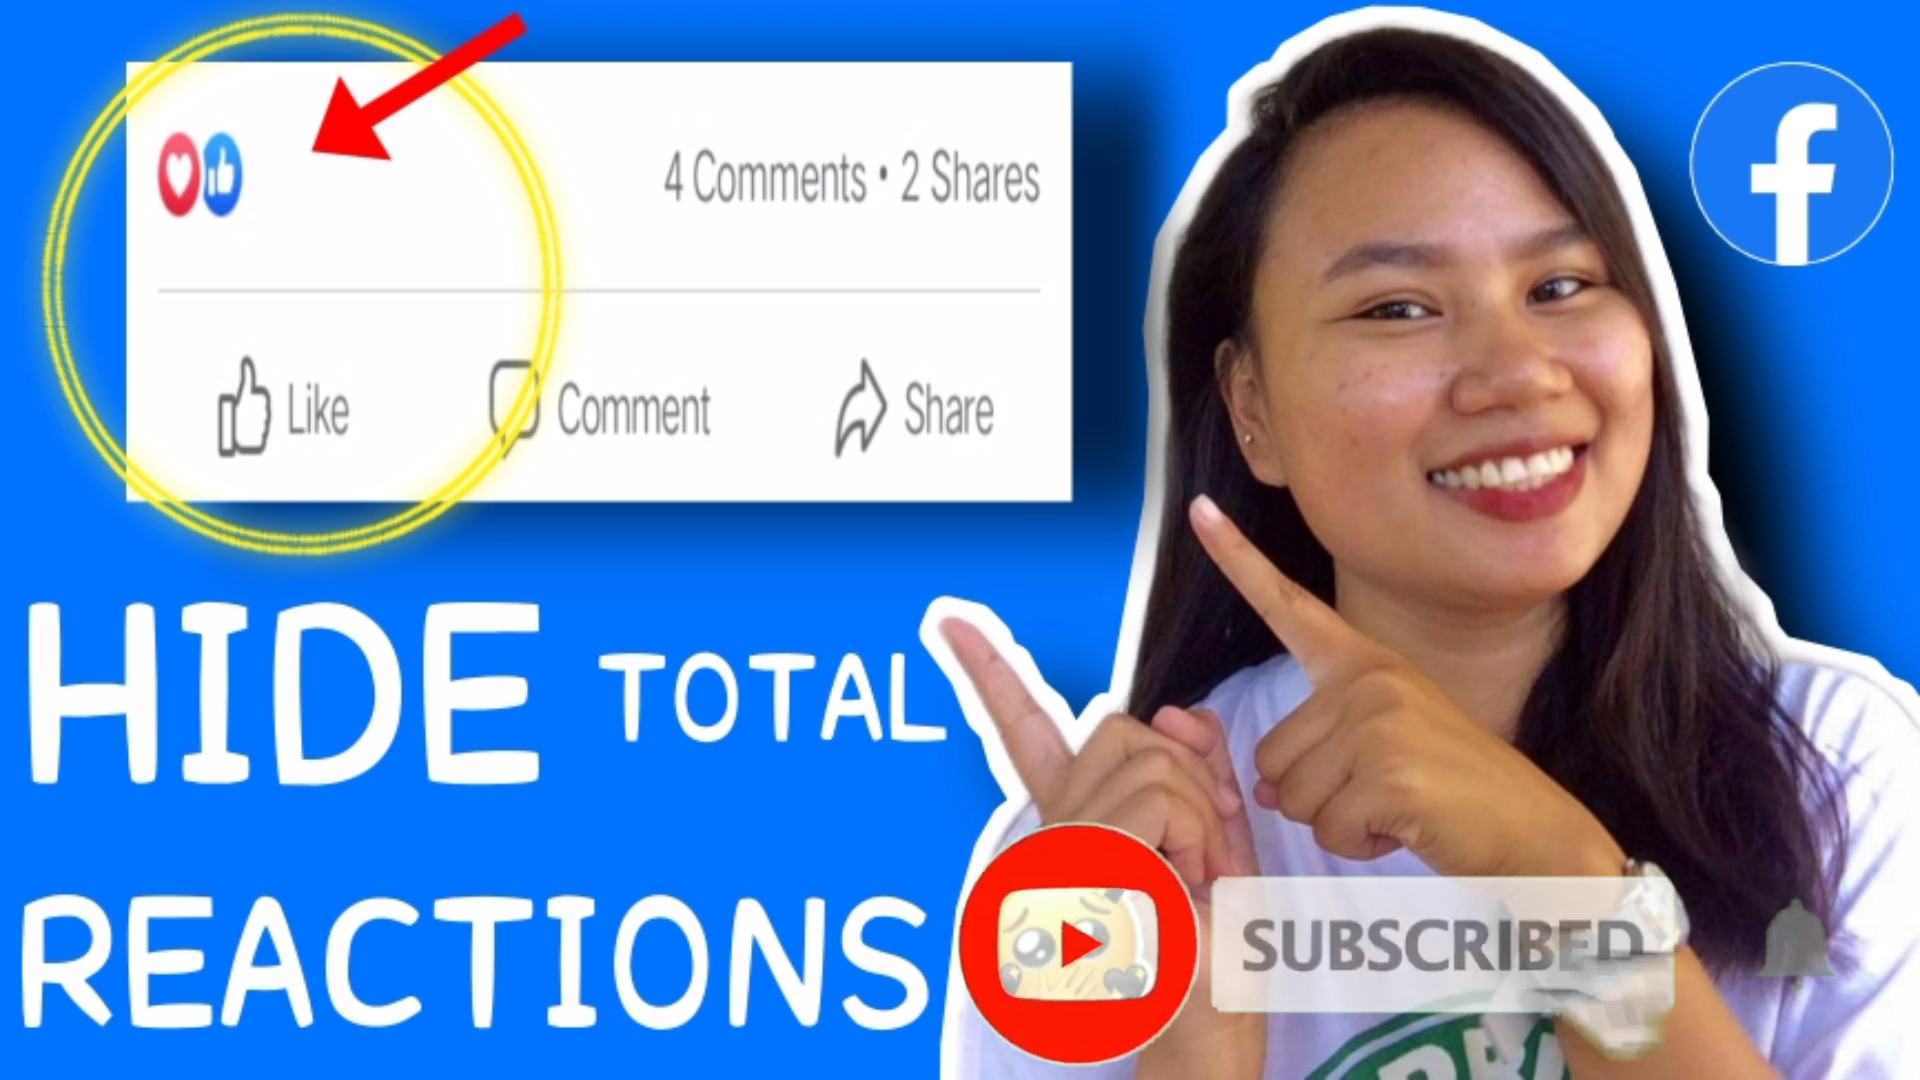 4 Comments • 2 Shares
Like Comment Share
HIDE TOTAL
REACTIONS
SUBSCRIBED